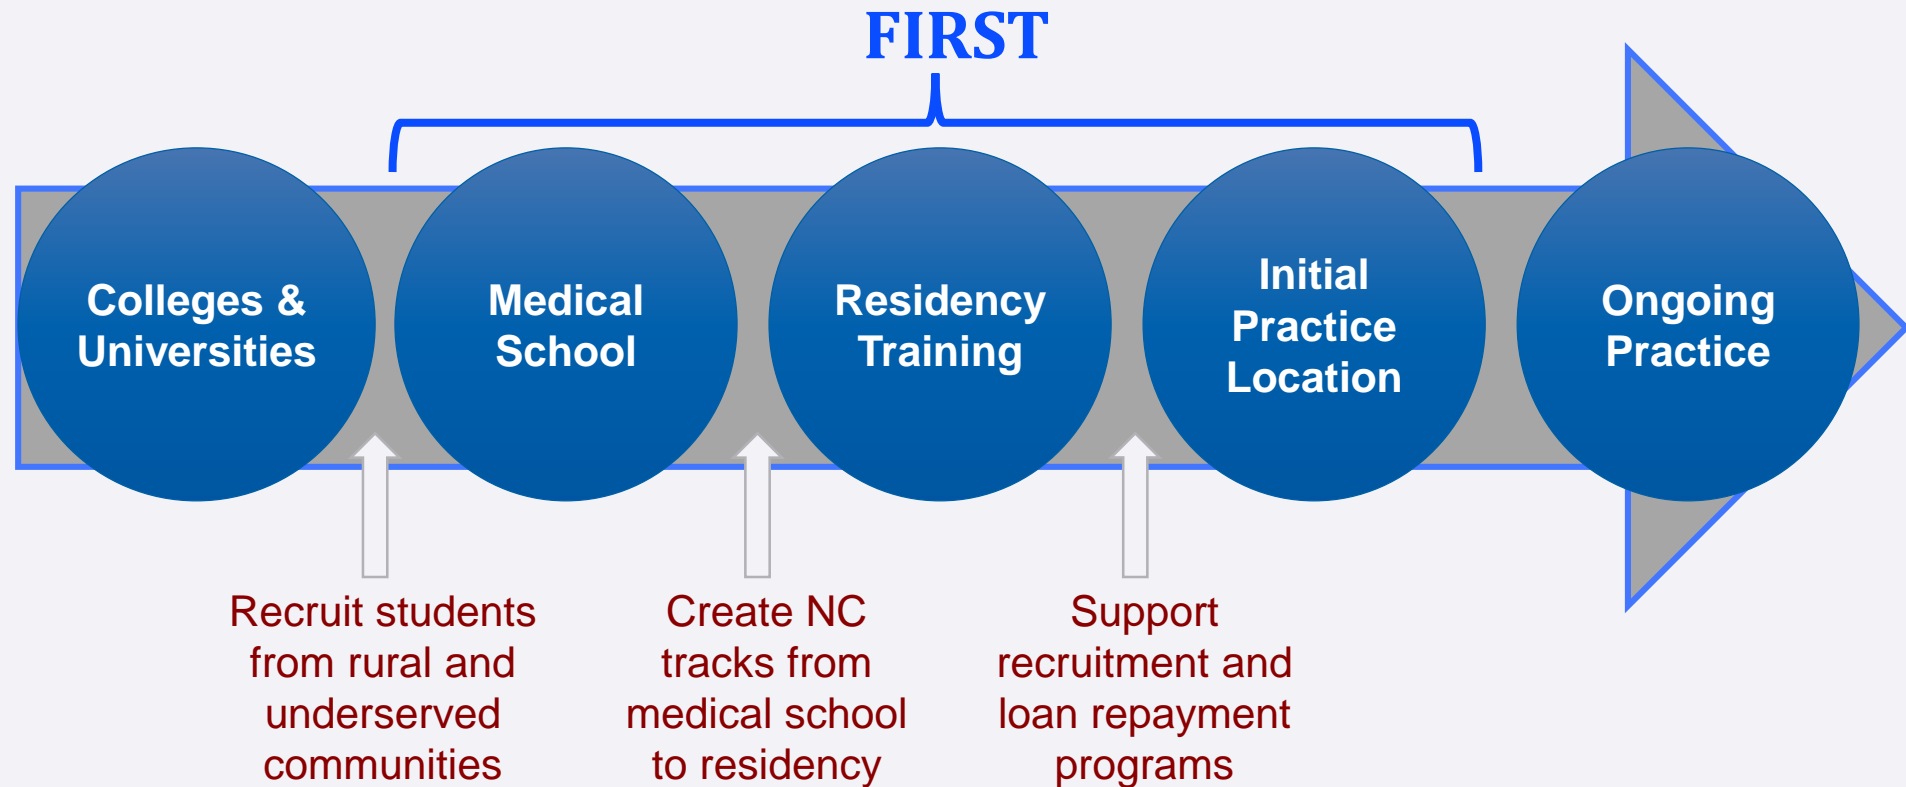 FIRST
Colleges &
Universities
Medical
School
Residency
Training
Initial
Practice
Location
Ongoing
Practice
Recruit students
from rural and
underserved
communities
Create NC
tracks from
medical school
to residency
Support
recruitment and
loan repayment
programs